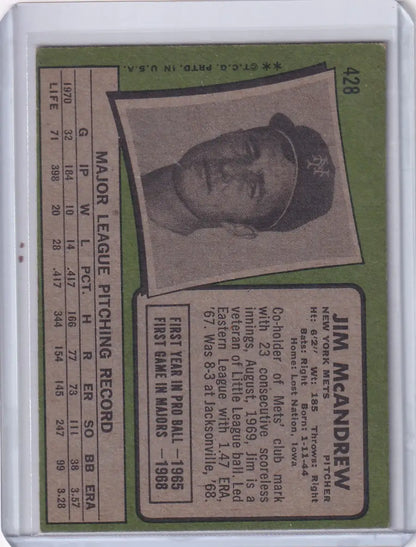 ✶✶ ©T.C.G. PRTD. IN U.S.A.
428
JIM McANDREW
PITCHER
NEW YORK METS
Ht: 6'2" Wt: 185 Throws: Right
Bats: Right Born: 1-11-44
Home: Lost Nation, Iowa
Co-holder of Mets' club mark
with 23 consecutive scoreless
innings, August, 1969, Jim is a
veteran of Little League ball. Led
Eastern League with 1.47 ERA,
'67. Was 8-3 at Jacksonville, '68.
FIRST YEAR IN PRO BALL —1965
FIRST GAME IN MAJORS —1968
MAJOR LEAGUE PITCHING RECORD
G IP W L PCT. H R ER SO BB ERA
1970 32 184 10 14 .417 166 77 73 111 38 3.57
LIFE 71 398 20 28 .417 344 154 145 247 99 3.28